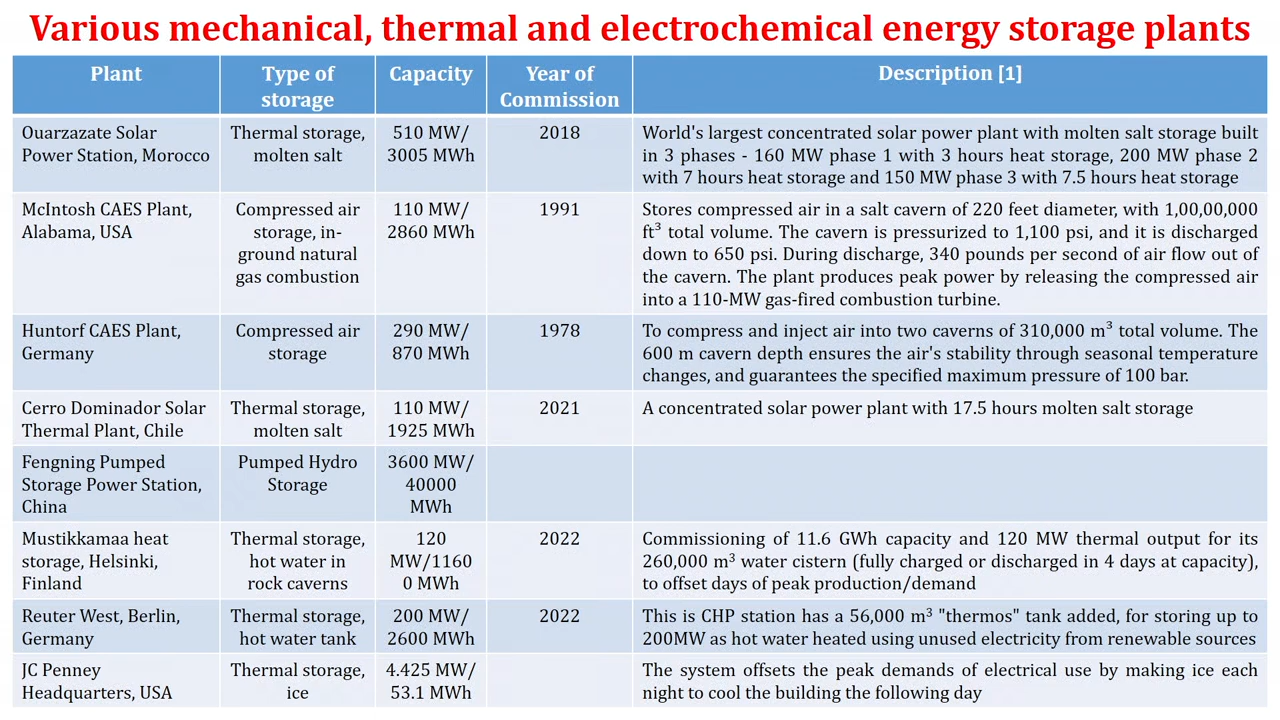 Various mechanical, thermal and electrochemical energy storage plants
Plant
Type of
storage
Capacity
Year of
Commission
Description [1]
Ouarzazate Solar
Power Station, Morocco
Thermal storage,
molten salt
510 MW/
3005 MWh
2018
World's largest concentrated solar power plant with molten salt storage built
in 3 phases - 160 MW phase 1 with 3 hours heat storage, 200 MW phase 2
with 7 hours heat storage and 150 MW phase 3 with 7.5 hours heat storage
McIntosh CAES Plant,
Alabama, USA
Compressed air
storage, in-
ground natural
gas combustion
110 MW/
2860 MWh
1991
Stores compressed air in a salt cavern of 220 feet diameter, with 1,00,00,000
ft³ total volume. The cavern is pressurized to 1,100 psi, and it is discharged
down to 650 psi. During discharge, 340 pounds per second of air flow out of
the cavern. The plant produces peak power by releasing the compressed air
into a 110-MW gas-fired combustion turbine.
Huntorf CAES Plant,
Germany
Compressed air
storage
290 MW/
870 MWh
1978
To compress and inject air into two caverns of 310,000 m³ total volume. The
600 m cavern depth ensures the air's stability through seasonal temperature
changes, and guarantees the specified maximum pressure of 100 bar.
Cerro Dominador Solar
Thermal Plant, Chile
Thermal storage,
molten salt
110 MW/
1925 MWh
2021
A concentrated solar power plant with 17.5 hours molten salt storage
Fengning Pumped
Storage Power Station,
China
Pumped Hydro
Storage
3600 MW/
40000
MWh
Mustikkamaa heat
storage, Helsinki,
Finland
Thermal storage,
hot water in
rock caverns
120
MW/1160
0 MWh
2022
Commissioning of 11.6 GWh capacity and 120 MW thermal output for its
260,000 m³ water cistern (fully charged or discharged in 4 days at capacity),
to offset days of peak production/demand
Reuter West, Berlin,
Germany
Thermal storage,
hot water tank
200 MW/
2600 MWh
2022
This is CHP station has a 56,000 m³ "thermos" tank added, for storing up to
200MW as hot water heated using unused electricity from renewable sources
JC Penney
Headquarters, USA
Thermal storage,
ice
4.425 MW/
53.1 MWh
The system offsets the peak demands of electrical use by making ice each
night to cool the building the following day